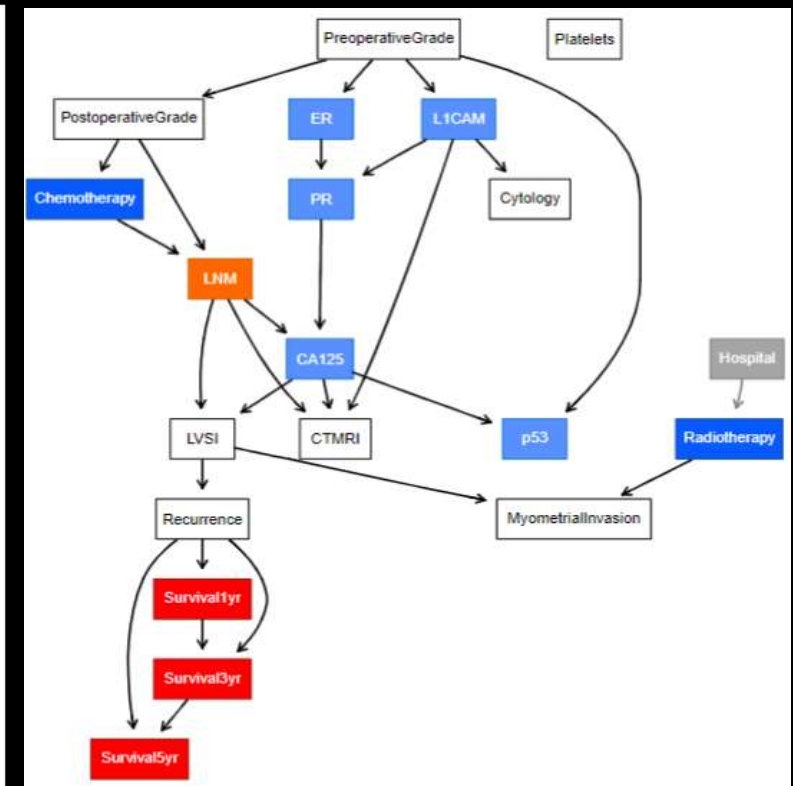 PreoperativeGrade
Platelets
PostoperativeGrade
ER
L1CAM
Chemotherapy
PR
Cytology
LNM
CA125
Hospital
LVSI
CTMRI
p53
Radiotherapy
Recurrence
MyometrialInvasion
Survival1yr
Survival3yr
Survival5yr